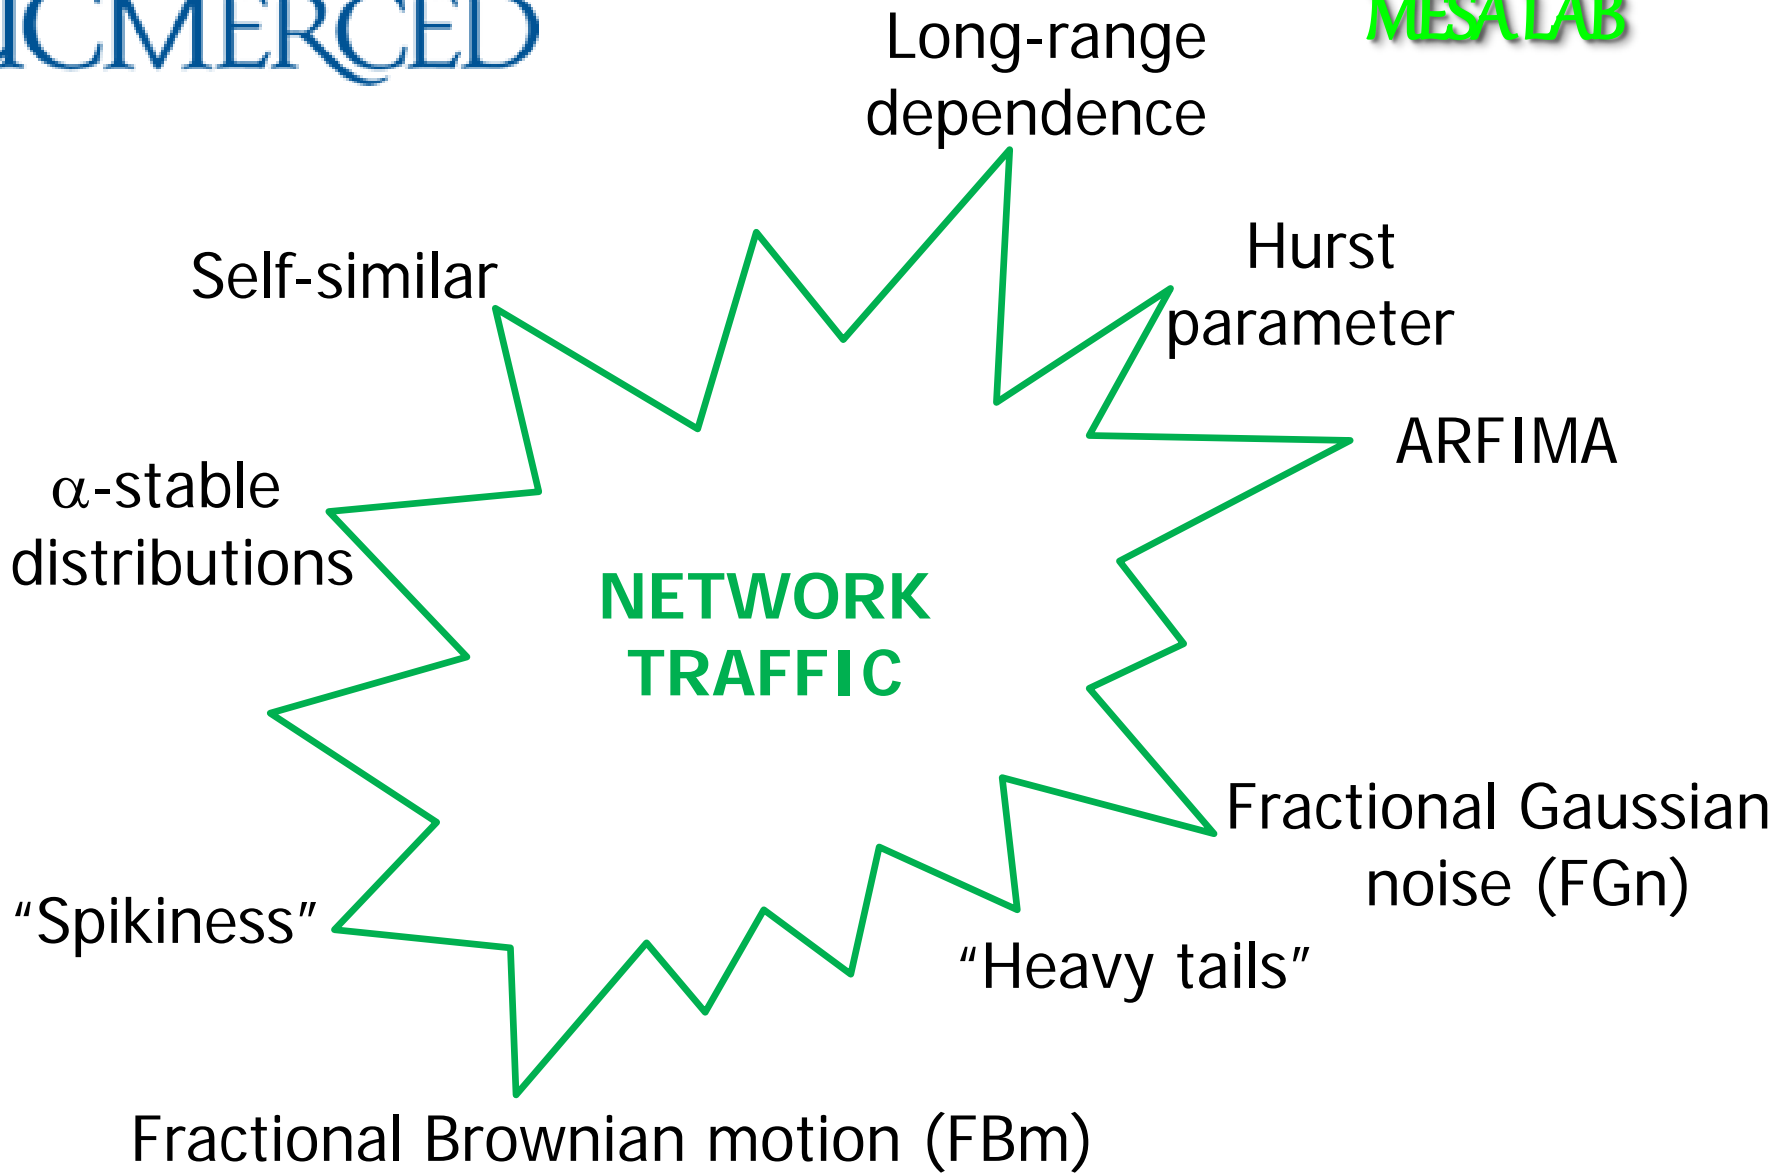 UCMERCED
MESA LAB
Long-range
dependence
Hurst
parameter
Self-similar
ARFIMA
α-stable
distributions
NETWORK
TRAFFIC
Fractional Gaussian
noise (FGn)
“Spikiness”
“Heavy tails”
Fractional Brownian motion (FBm)